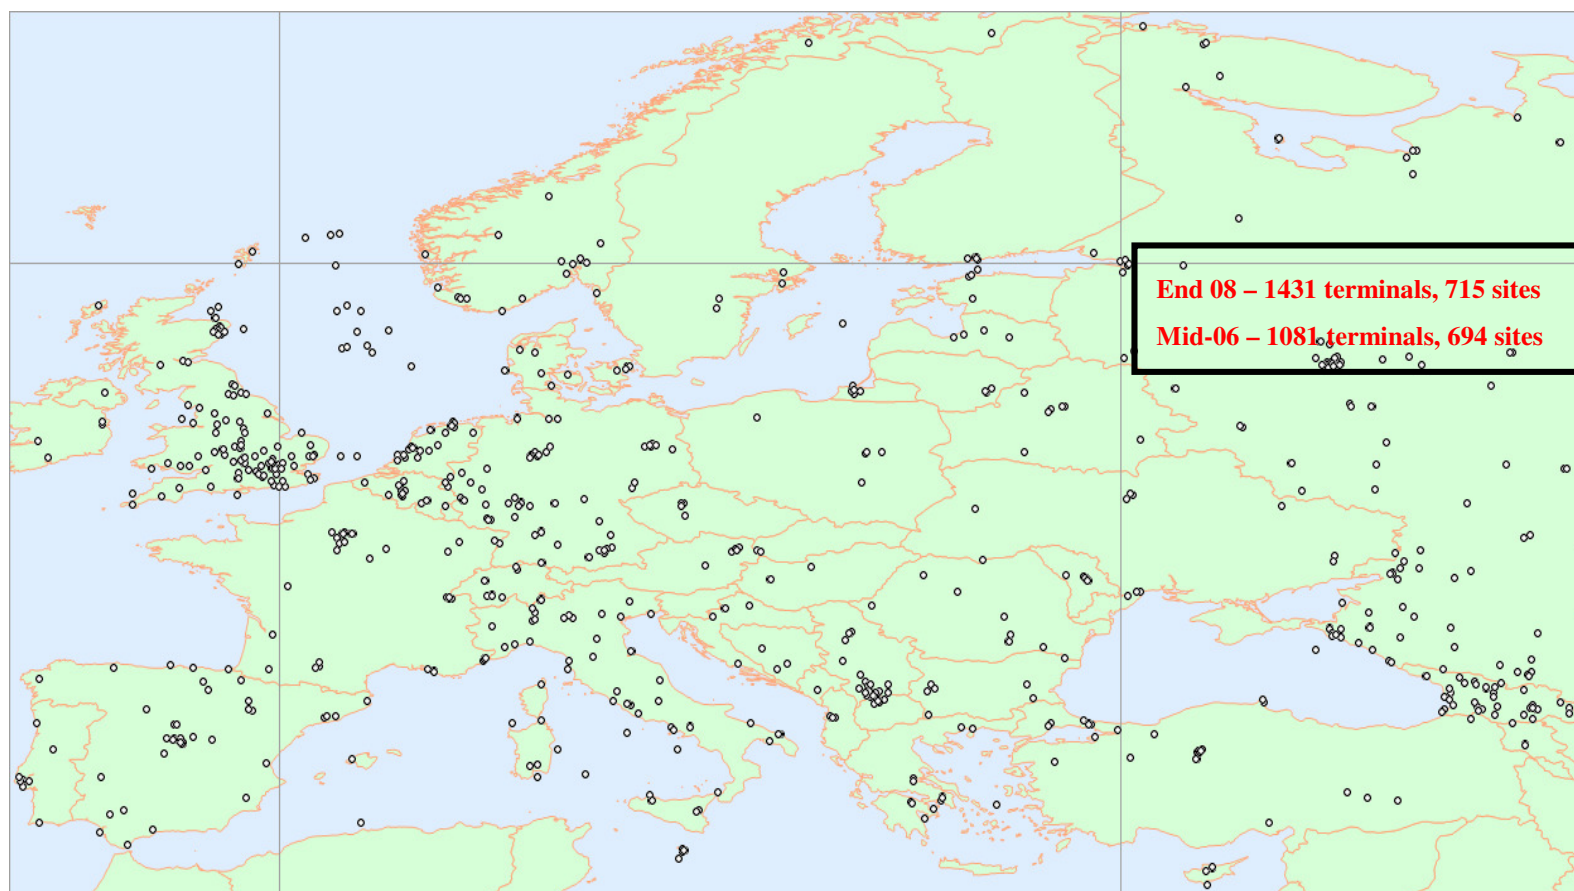 End 08 – 1431 terminals, 715 sites
Mid-06 – 1081 terminals, 694 sites